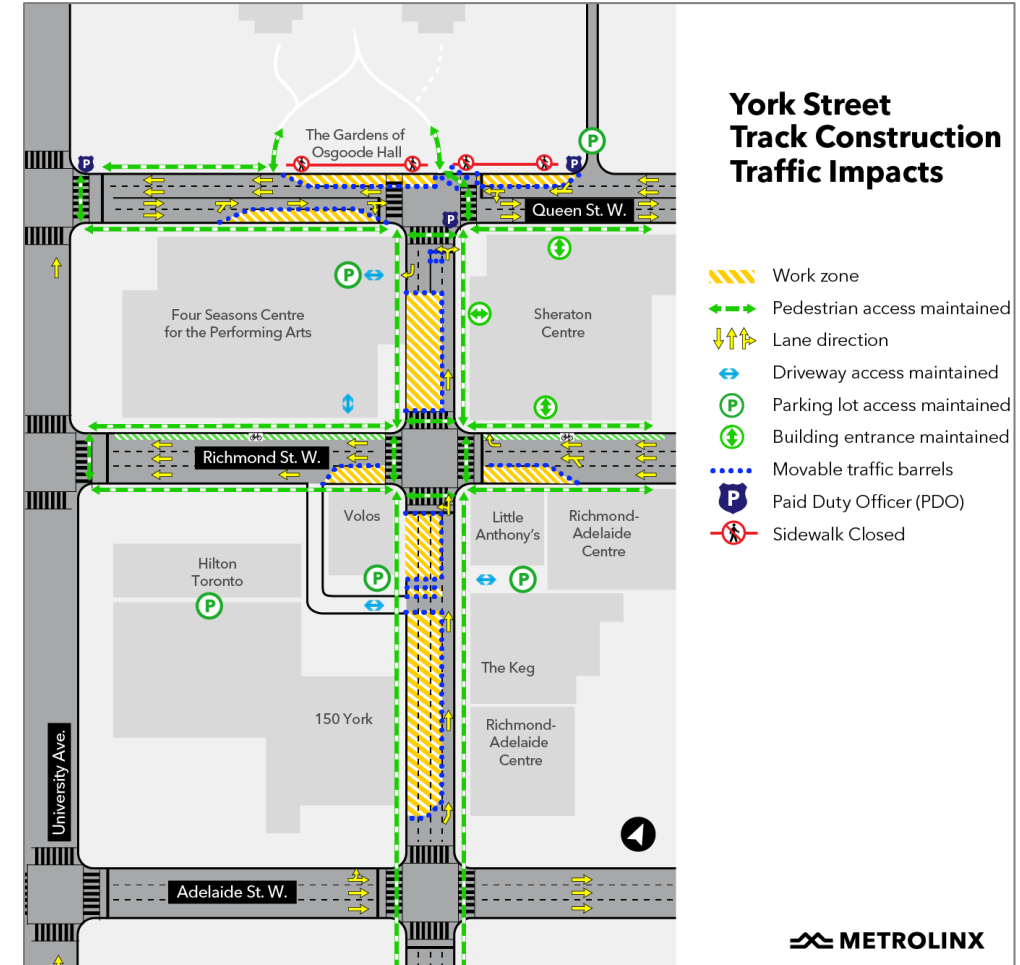 York Street
Track Construction
Traffic Impacts
The Gardens of
Osgoode Hall
P
P
P
P
Queen St. W.
P
Four Seasons Centre
for the Performing Arts
Sheraton
Centre
Work zone
Pedestrian access maintained
Lane direction
Driveway access maintained
P
Parking lot access maintained
Building entrance maintained
Movable traffic barrels
P
Paid Duty Officer (PDO)
Sidewalk Closed
Richmond St. W.
Volos
Little
Anthony's
Richmond-
Adelaide
Centre
Hilton
Toronto
P
P
P
The Keg
150 York
Richmond-
Adelaide
Centre
University Ave.
Adelaide St. W.
METROLINX